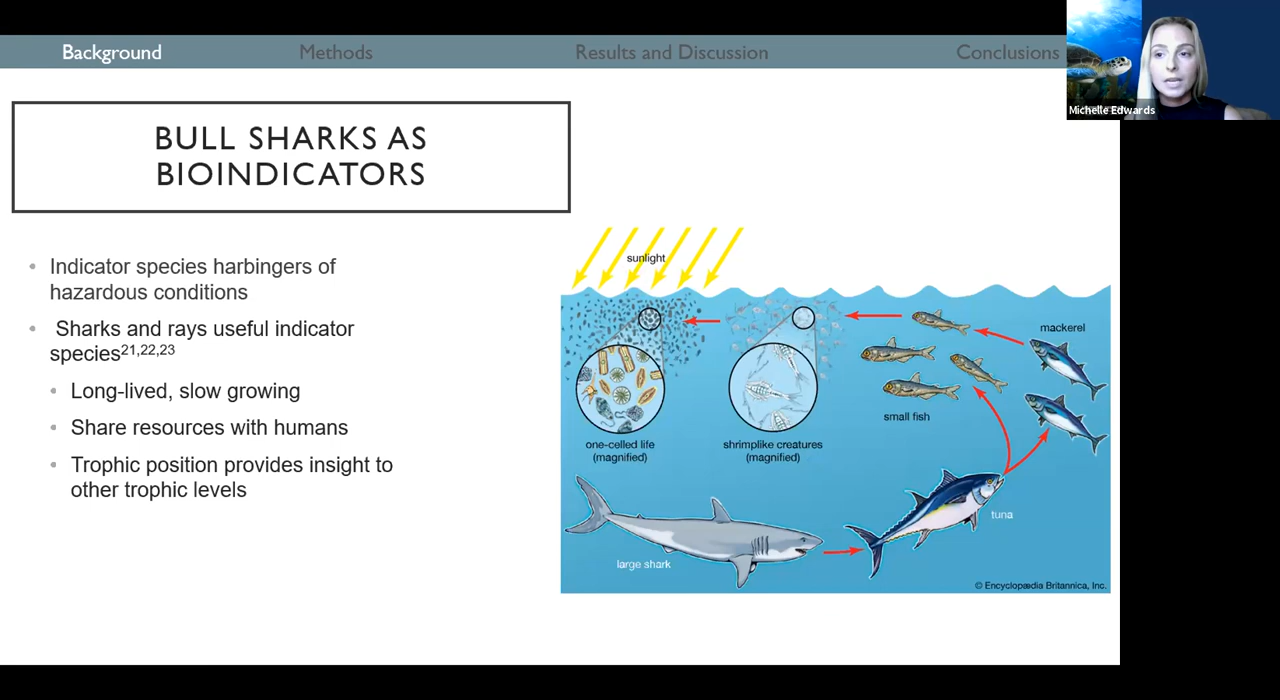 Background Methods Results and Discussion Conclusions
Michelle Edwards
BULL SHARKS AS
BIOINDICATORS
• Indicator species harbingers of
hazardous conditions
• Sharks and rays useful indicator
species21,22,23
• Long-lived, slow growing
• Share resources with humans
• Trophic position provides insight to
other trophic levels
sunlight
mackerel
small fish
one-celled life
(magnified)
shrimplike creatures
(magnified)
tuna
large shark
© Encyclopædia Britannica, Inc.